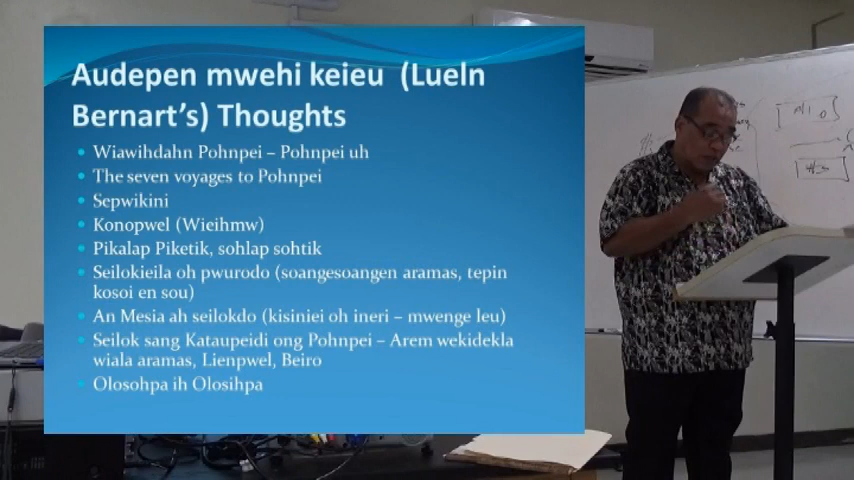 Audepen mwehi keieu (Lueln
Bernart's) Thoughts
Wiawihdahn Pohnpei – Pohnpei uh
The seven voyages to Pohnpei
Sepwikini
Konopwel (Wieihmw)
Pikalap Piketik, sohlap sohtik
Seilokieila oh pwurodo (soangesoangen aramas, tepin
kosoi en sou)
An Mesia ah seilokdo (kisiniei oh ineri – mwenge leu)
Seilok sang Kataupeidi ong Pohnpei – Arem wekidekla
wiala aramas, Lienpwel, Beiro
Olosohpa ih Olosihpa